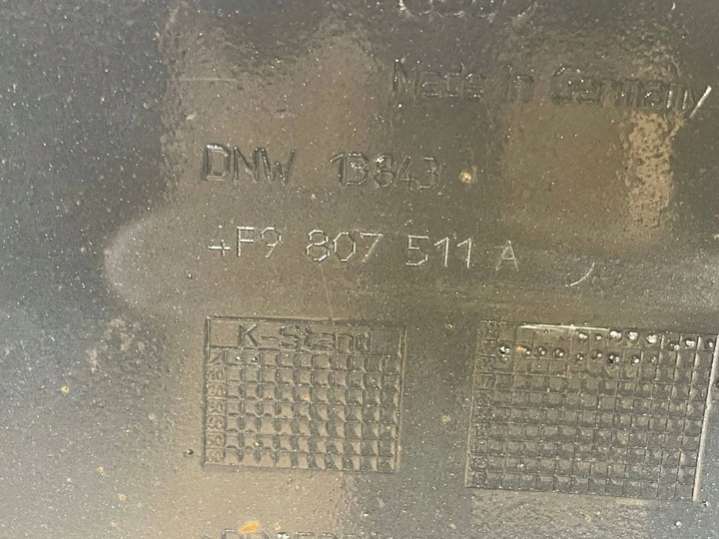 Made in Germany
DNW 13843
4F9 807 511 A
K-Stand